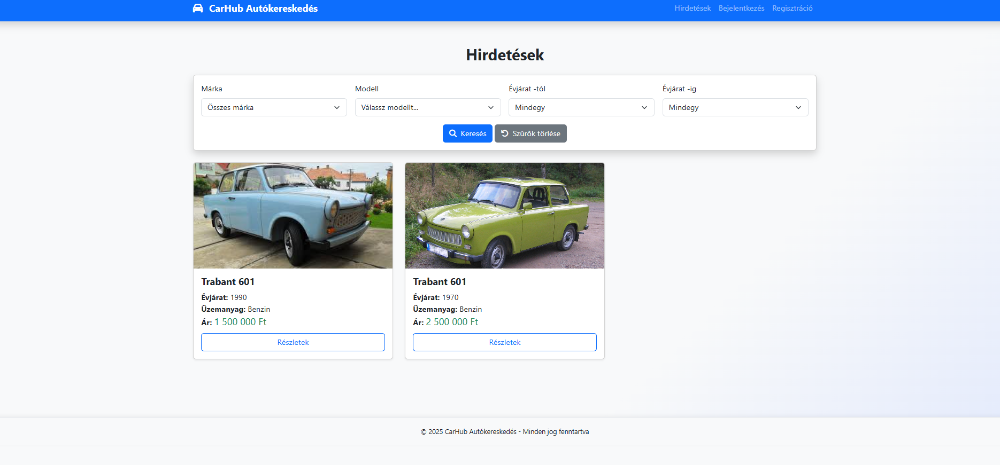 CarHub Autókereskedés
Hirdetések Bejelentkezés Regisztráció
Hirdetések
Márka Modell Évjárat -tól Évjárat -ig
Összes márka Válassz modellt... Mindegy Mindegy
Keresés Szűrők törlése
Trabant 601
Évjárat: 1990
Üzemanyag: Benzin
Ár: 1 500 000 Ft
Részletek
Trabant 601
Évjárat: 1970
Üzemanyag: Benzin
Ár: 2 500 000 Ft
Részletek
© 2025 CarHub Autókereskedés - Minden jog fenntartva